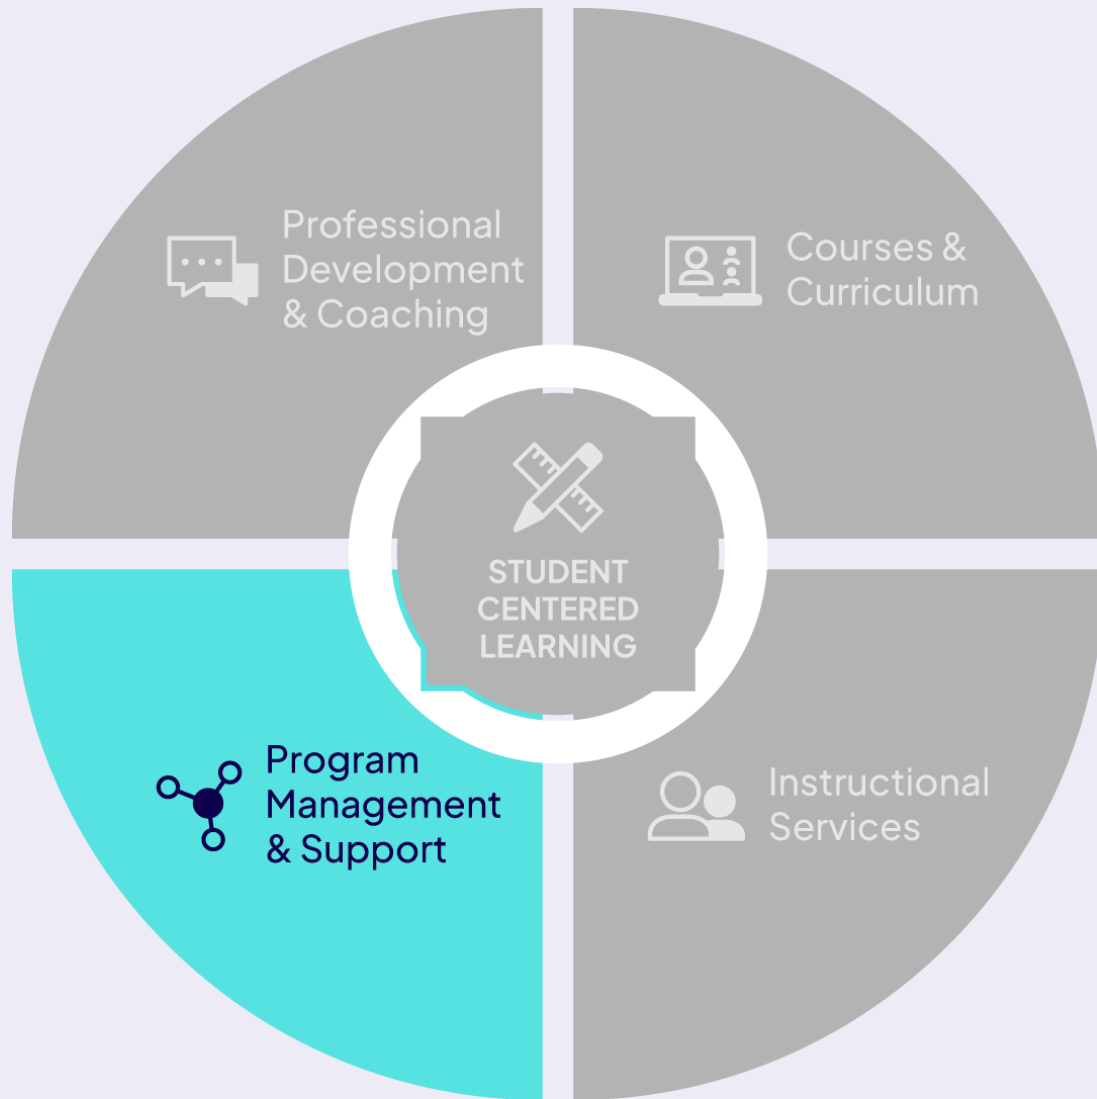 Professional
Development
& Coaching
Courses &
Curriculum
STUDENT
CENTERED
LEARNING
Program
Management
& Support
Instructional
Services